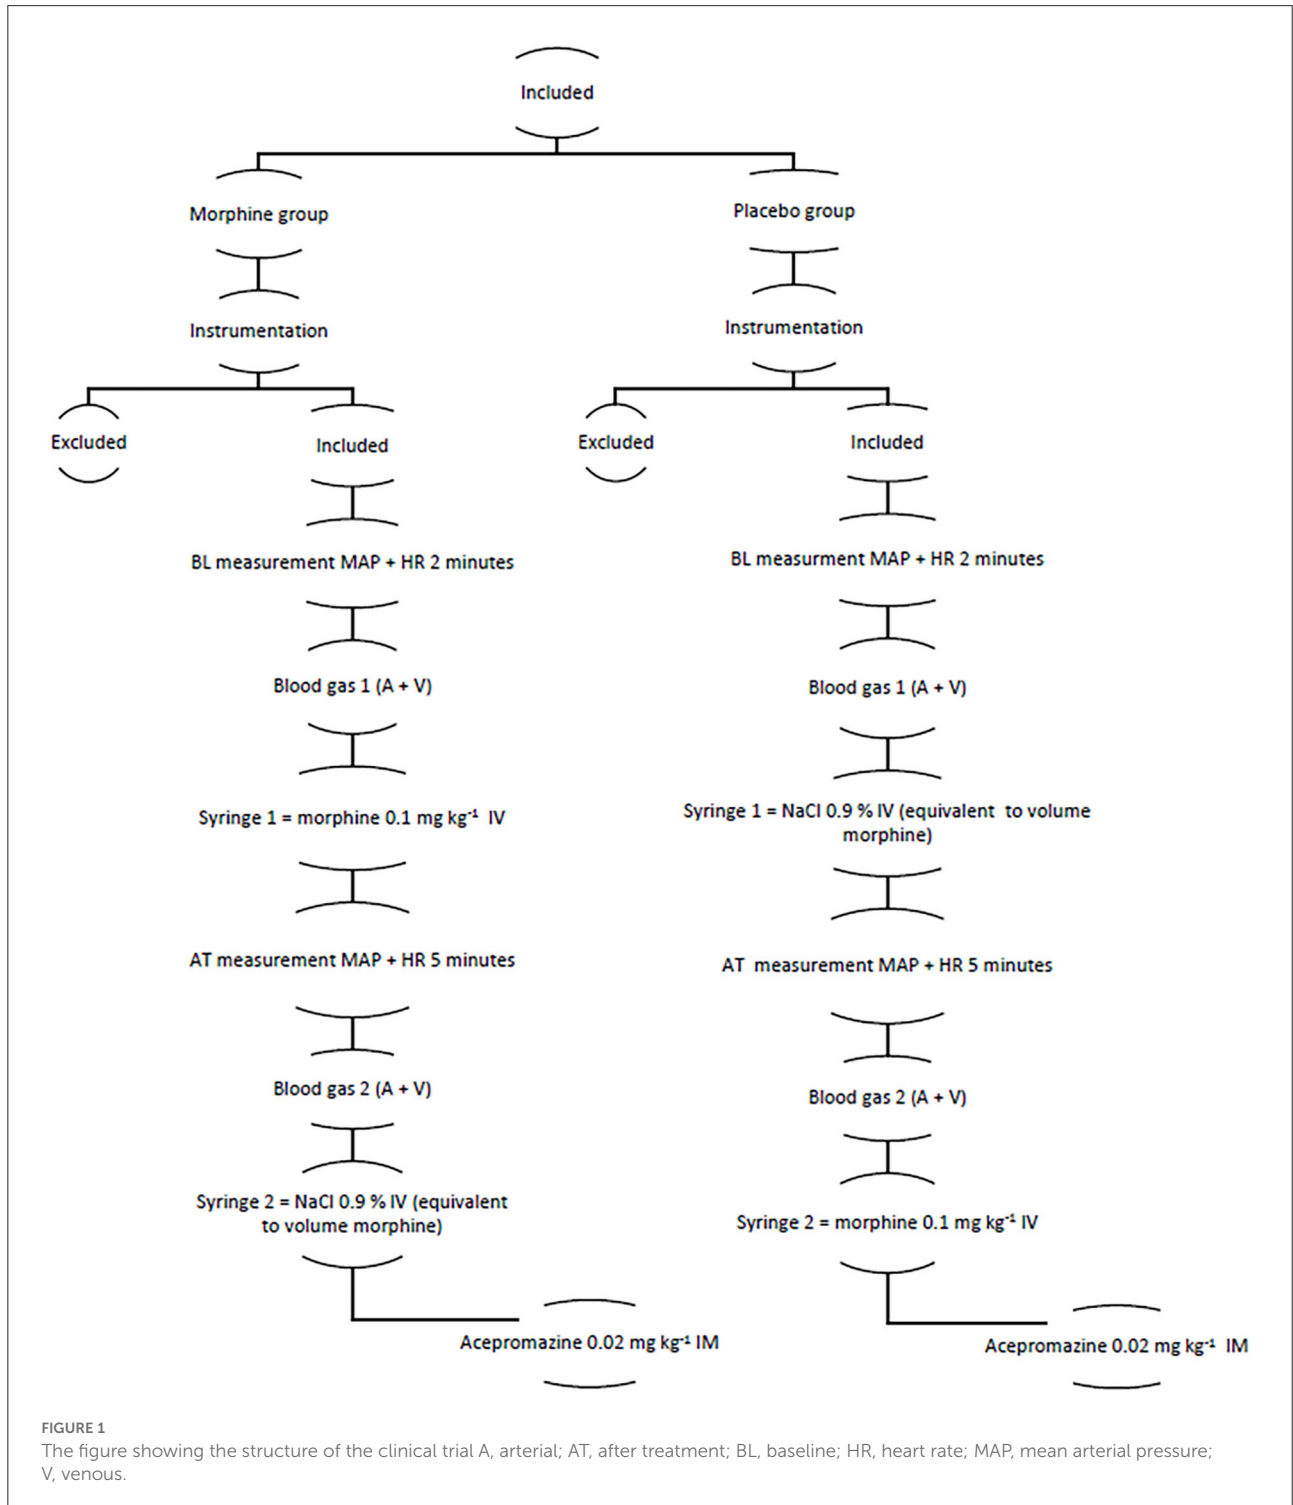 Included
Morphine group
Placebo group
Instrumentation
Instrumentation
Excluded
Included
Excluded
Included
BL measurement MAP + HR 2 minutes
BL measurment MAP + HR 2 minutes
Blood gas 1 (A + V)
Blood gas 1 (A + V)
Syringe 1 = morphine 0.1 mg kg⁻¹ IV
Syringe 1 = NaCl 0.9 % IV (equivalent to volume
morphine)
AT measurement MAP + HR 5 minutes
AT measurement MAP + HR 5 minutes
Blood gas 2 (A + V)
Blood gas 2 (A + V)
Syringe 2 = NaCl 0.9 % IV (equivalent
to volume morphine)
Syringe 2 = morphine 0.1 mg kg⁻¹ IV
Acepromazine 0.02 mg kg⁻¹ IM
Acepromazine 0.02 mg kg⁻¹ IM
FIGURE 1
The figure showing the structure of the clinical trial A, arterial; AT, after treatment; BL, baseline; HR, heart rate; MAP, mean arterial pressure;
V, venous.